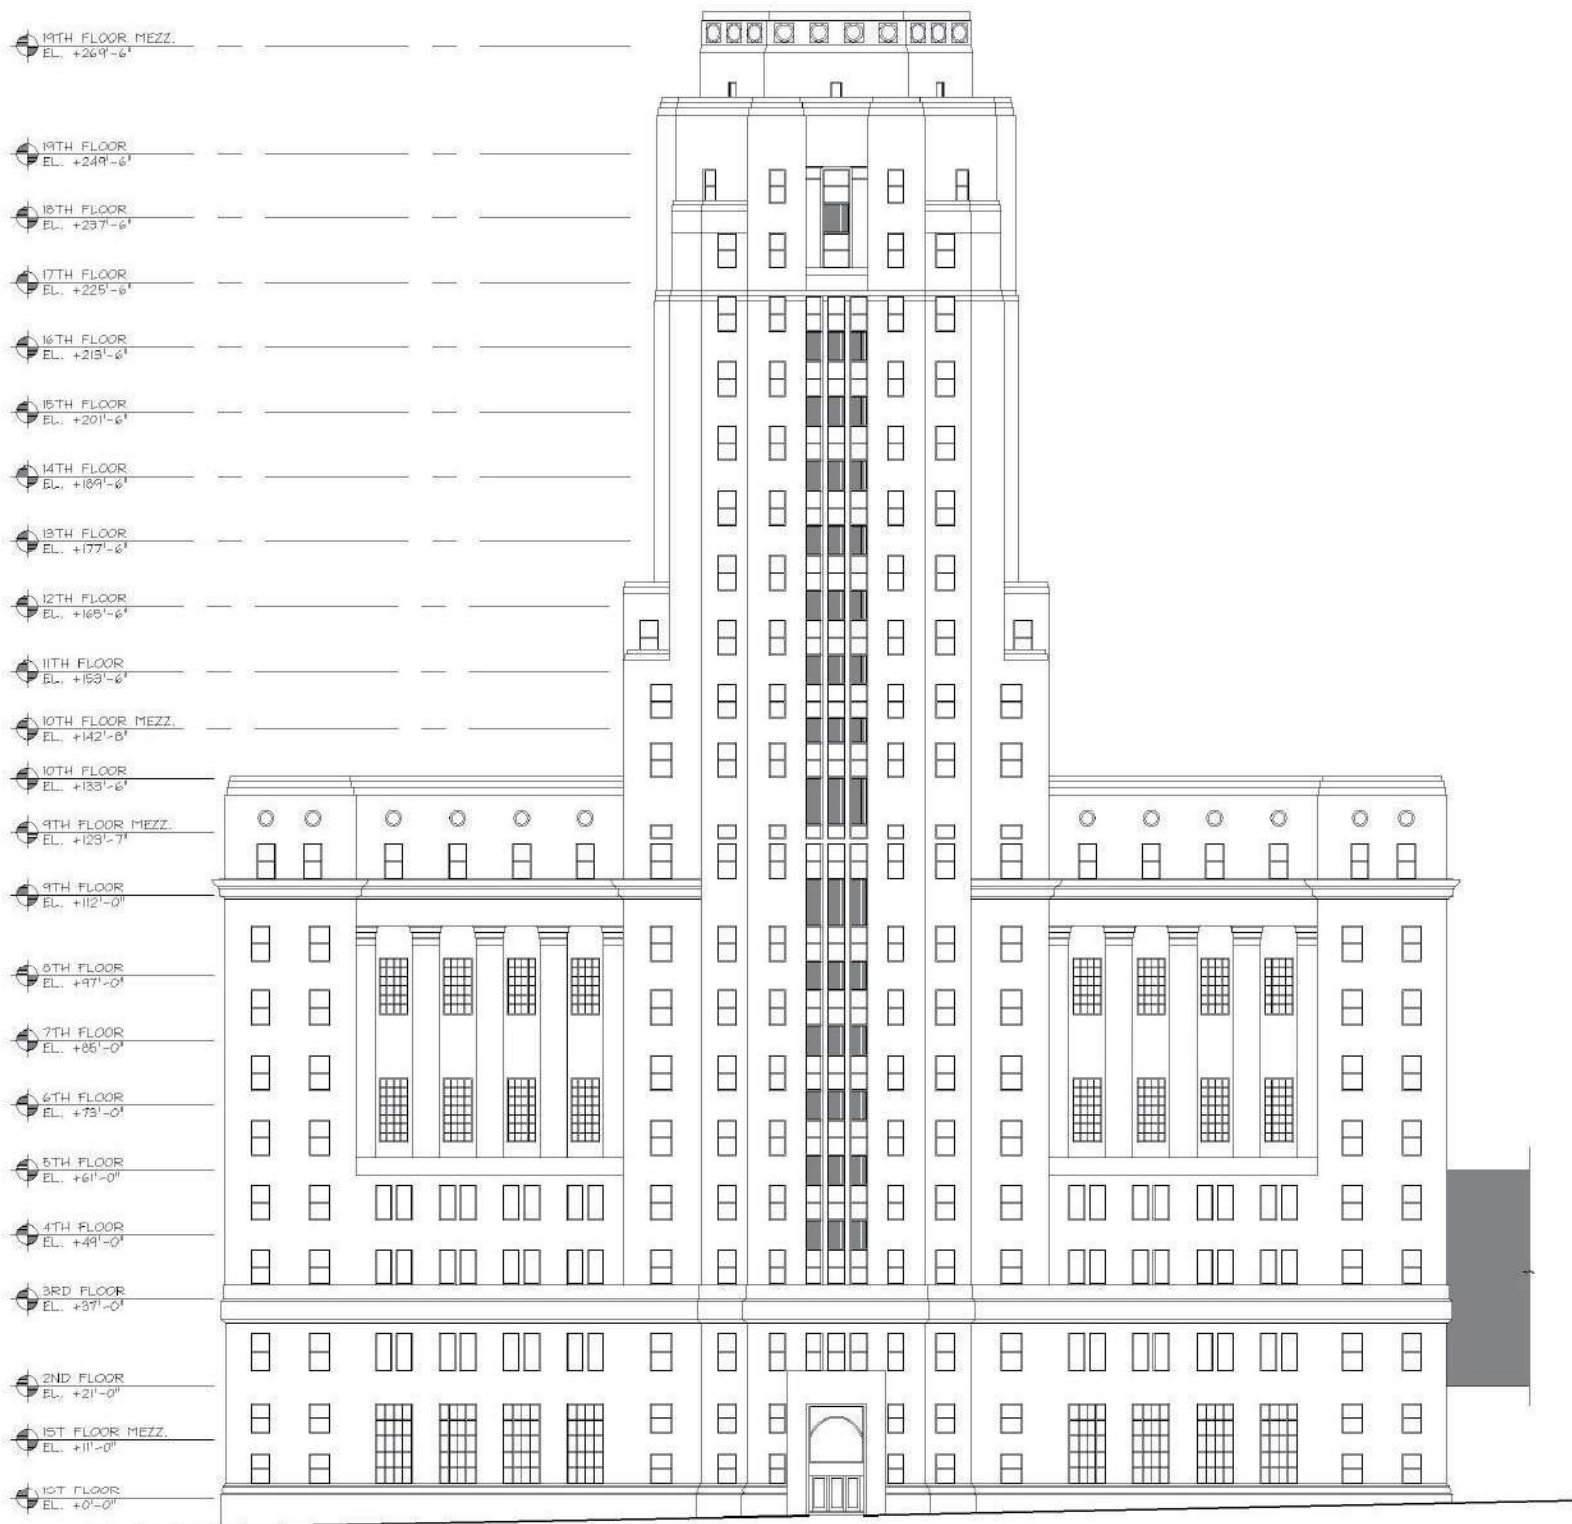 19TH FLOOR MEZZ.
EL. +269'-6"
19TH FLOOR
EL. +249'-6"
18TH FLOOR
EL. +237'-6"
17TH FLOOR
EL. +225'-6"
16TH FLOOR
EL. +213'-6"
15TH FLOOR
EL. +201'-6"
14TH FLOOR
EL. +189'-6"
13TH FLOOR
EL. +177'-6"
12TH FLOOR
EL. +165'-6"
11TH FLOOR
EL. +153'-6"
10TH FLOOR MEZZ.
EL. +142'-8"
10TH FLOOR
EL. +133'-6"
9TH FLOOR MEZZ.
EL. +123'-7"
9TH FLOOR
EL. +112'-0"
8TH FLOOR
EL. +97'-0"
7TH FLOOR
EL. +85'-0"
6TH FLOOR
EL. +73'-0"
5TH FLOOR
EL. +61'-0"
4TH FLOOR
EL. +49'-0"
3RD FLOOR
EL. +37'-0"
2ND FLOOR
EL. +21'-0"
1ST FLOOR MEZZ.
EL. +11'-0"
1ST FLOOR
EL. +0'-0"